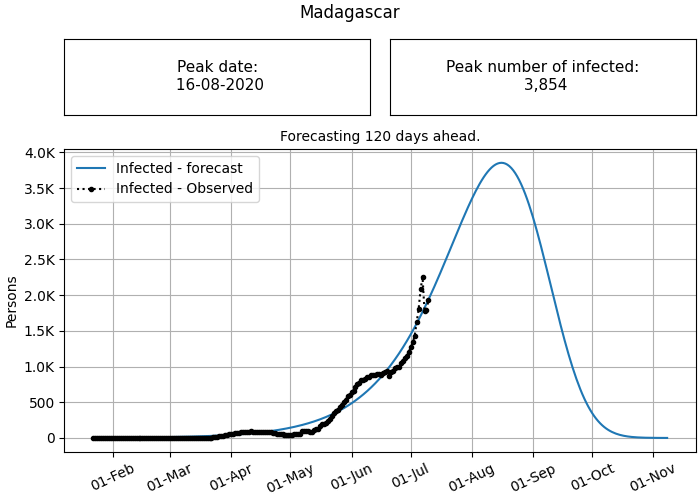 Madagascar
Peak date:
16-08-2020
Peak number of infected:
3,854
Forecasting 120 days ahead.
Infected - forecast
Infected - Observed
Persons
4.0K
3.5K
3.0K
2.5K
2.0K
1.5K
1.0K
500
0
01-Feb
01-Mar
01-Apr
01-May
01-Jun
01-Jul
01-Aug
01-Sep
01-Oct
01-Nov